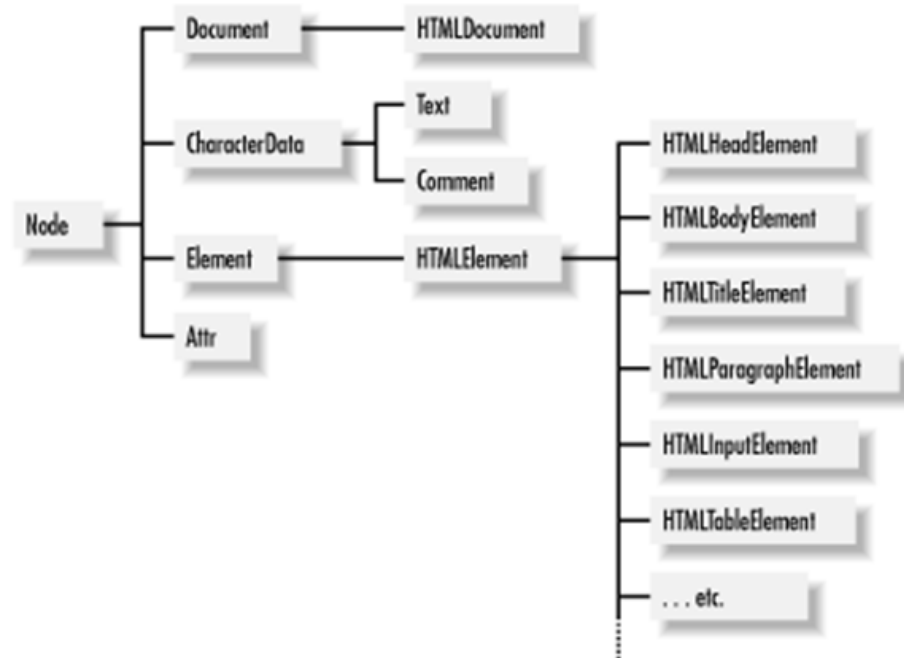 Document
HTMLDocument
Text
CharacterData
HTMLHeadElement
Comment
HTMLBodyElement
Node
Element
HTMLElement
HTMLTitleElement
Attr
HTMLParagraphElement
HTMLInputElement
HTMLTableElement
. . . etc.